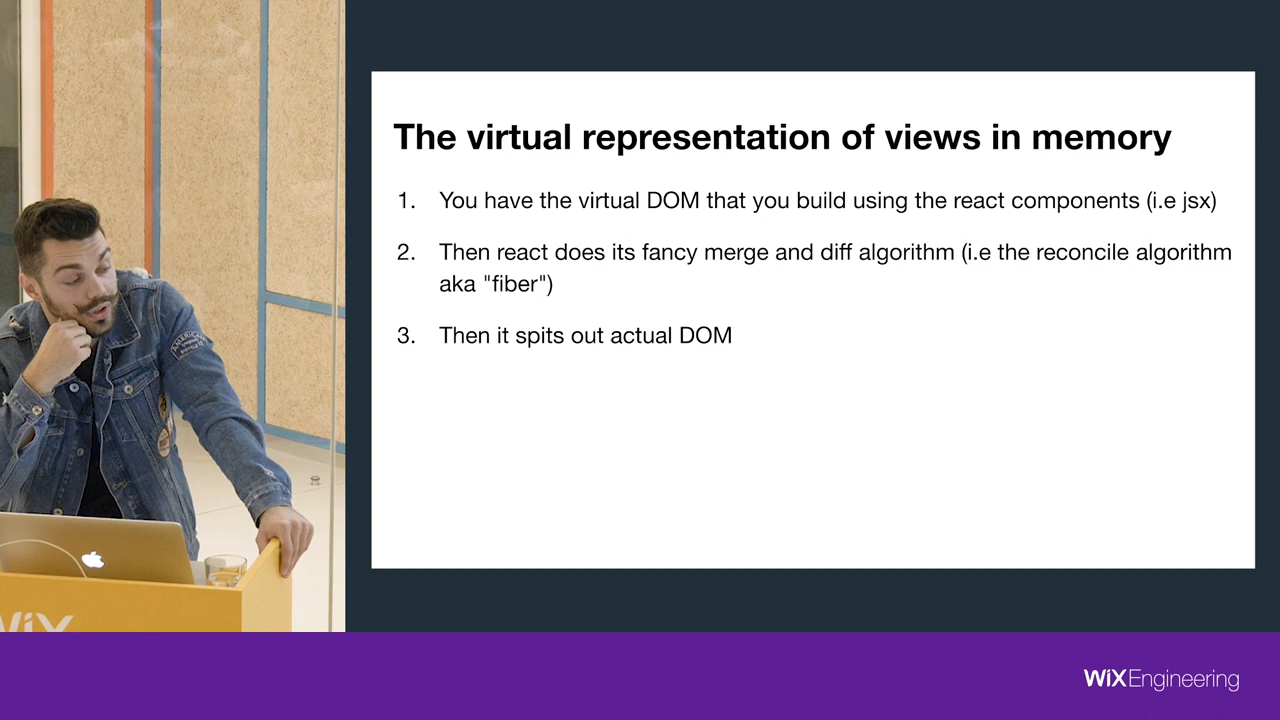 The virtual representation of views in memory
1. You have the virtual DOM that you build using the react components (i.e jsx)
2. Then react does its fancy merge and diff algorithm (i.e the reconcile algorithm
aka "fiber")
3. Then it spits out actual DOM
AMERICAN
WiX
WiXEngineering